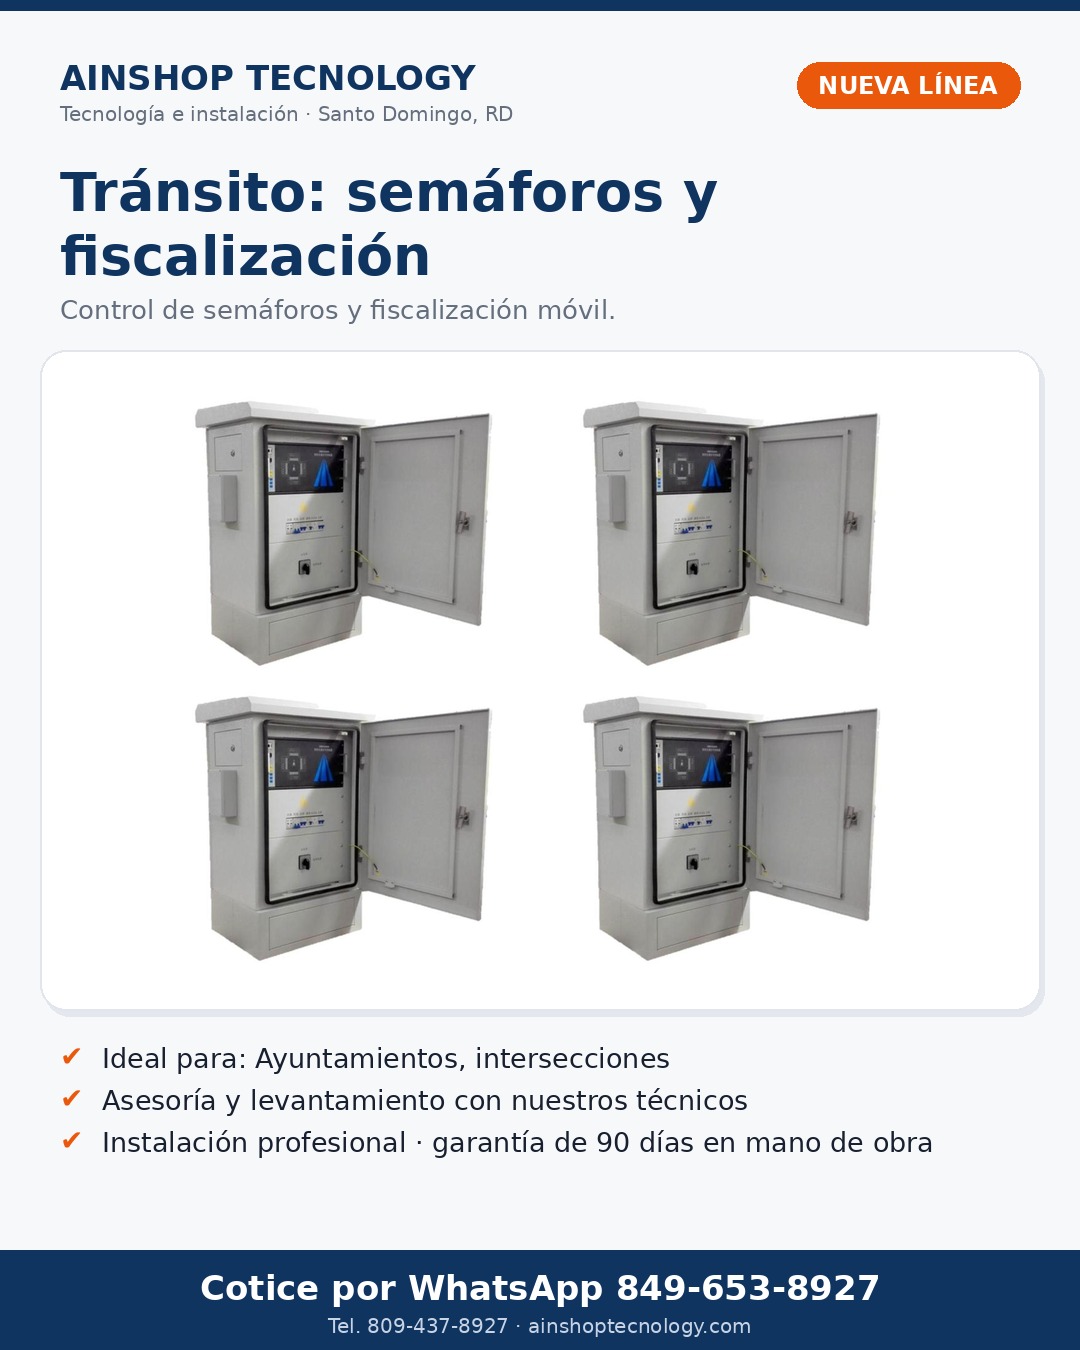 AINSHOP TECNOLOGY
NUEVA LÍNEA
Tecnología e instalación · Santo Domingo, RD
Tránsito: semáforos y
fiscalización
Control de semáforos y fiscalización móvil.
✔ Ideal para: Ayuntamientos, intersecciones
✔ Asesoría y levantamiento con nuestros técnicos
✔ Instalación profesional · garantía de 90 días en mano de obra
Cotice por WhatsApp 849-653-8927
Tel. 809-437-8927 · ainshoptecnology.com